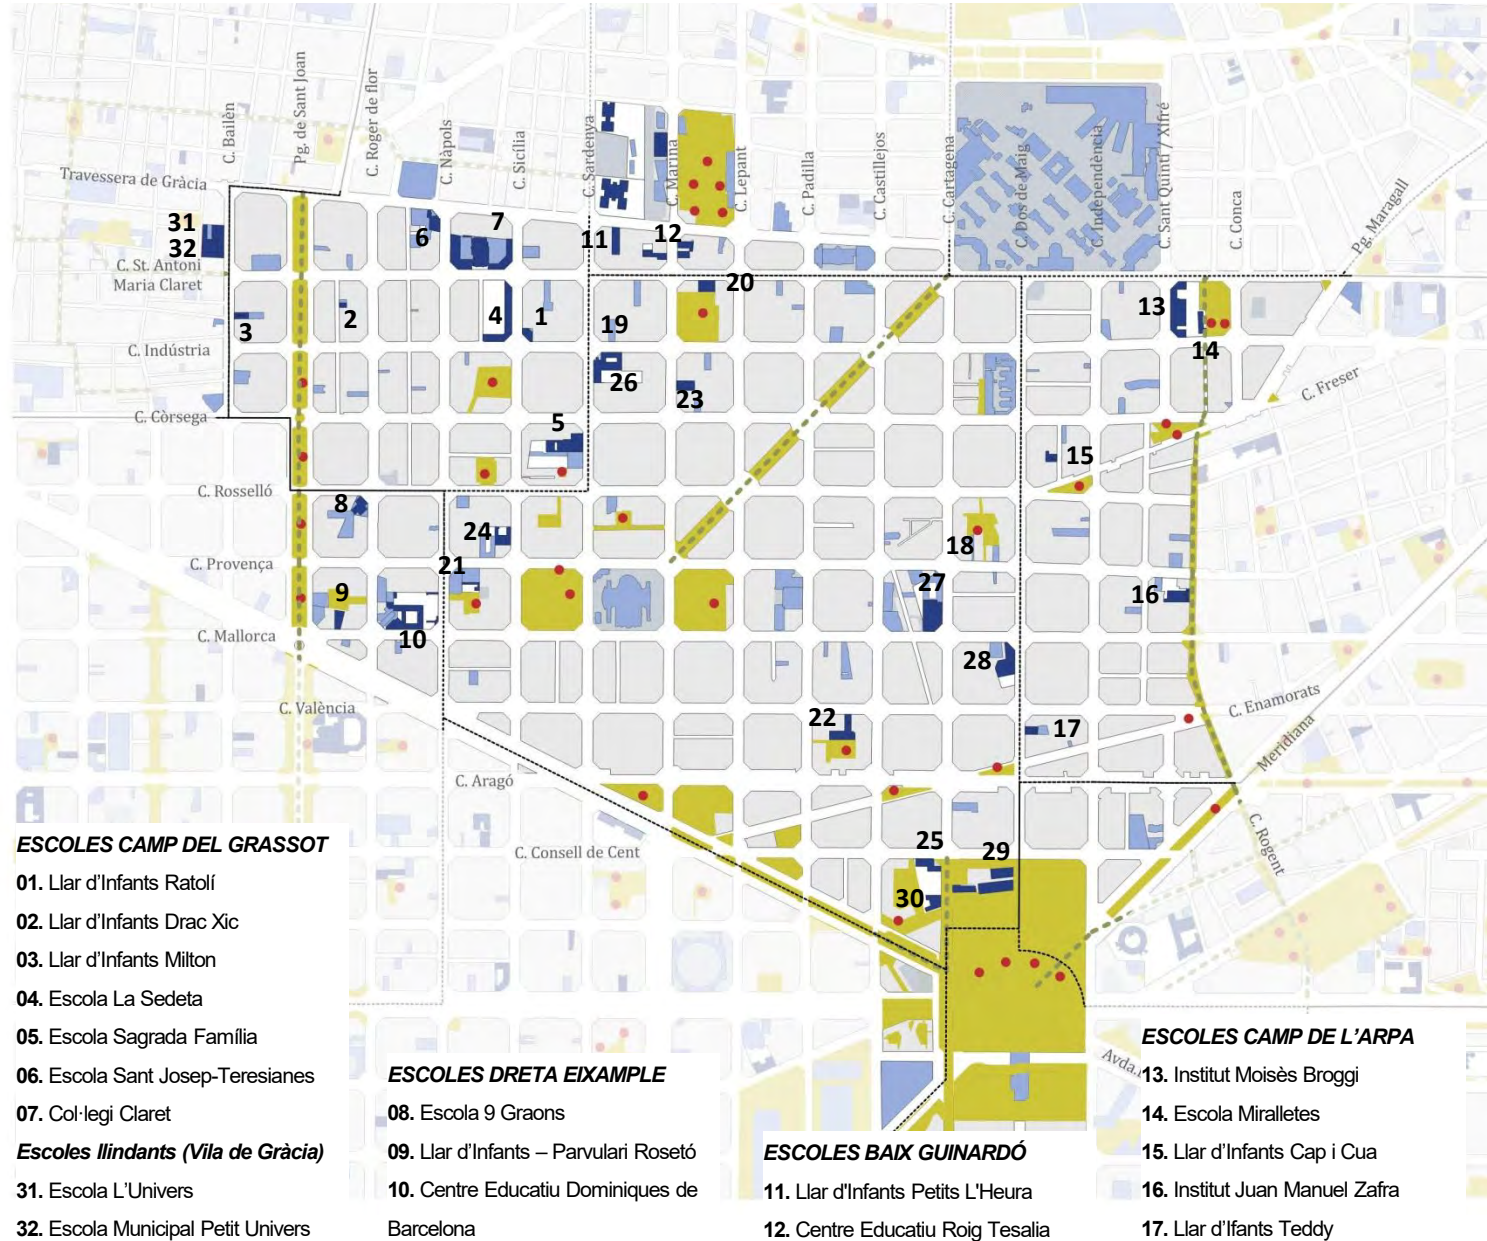 C. Bailèn
Pg. de Sant Joan
C. Roger de flor
C. Nàpols
C. Sicília
C. Sardenya
C. Marina
C. Lepant
C. Padilla
C. Castillejos
C. Cartagena
C. Dos de Maig
C. Independència
C. Sant Quintí / Xifré
C. Conca
Pg. Maragall
Travessera de Gràcia
31
32
6
7
11
12
C. St. Antoni
Maria Claret
20
3
2
4
1
19
13
14
C. Indústria
26
23
C. Freser
C. Còrsega
5
15
C. Rosselló
8
24
18
C. Provença
21
27
9
16
10
C. Mallorca
28
C. Enamorats
C. València
22
17
Meridiana
C. Aragó
C. Rogent
25
29
C. Consell de Cent
30
Avda.
ESCOLES CAMP DEL GRASSOT
01. Llar d’Infants Ratolí
02. Llar d’Infants Drac Xic
03. Llar d’Infants Milton
04. Escola La Sedeta
05. Escola Sagrada Família
06. Escola Sant Josep-Teresianes
07. Col·legi Claret
Escoles llindants (Vila de Gràcia)
31. Escola L’Univers
32. Escola Municipal Petit Univers
ESCOLES DRETA EIXAMPLE
08. Escola 9 Graons
09. Llar d’Infants – Parvulari Rosetó
10. Centre Educatiu Dominiques de
Barcelona
ESCOLES BAIX GUINARDÓ
11. Llar d'Infants Petits L'Heura
12. Centre Educatiu Roig Tesalia
ESCOLES CAMP DE L’ARPA
13. Institut Moisès Broggi
14. Escola Miralletes
15. Llar d’Infants Cap i Cua
16. Institut Juan Manuel Zafra
17. Llar d’Ifants Teddy